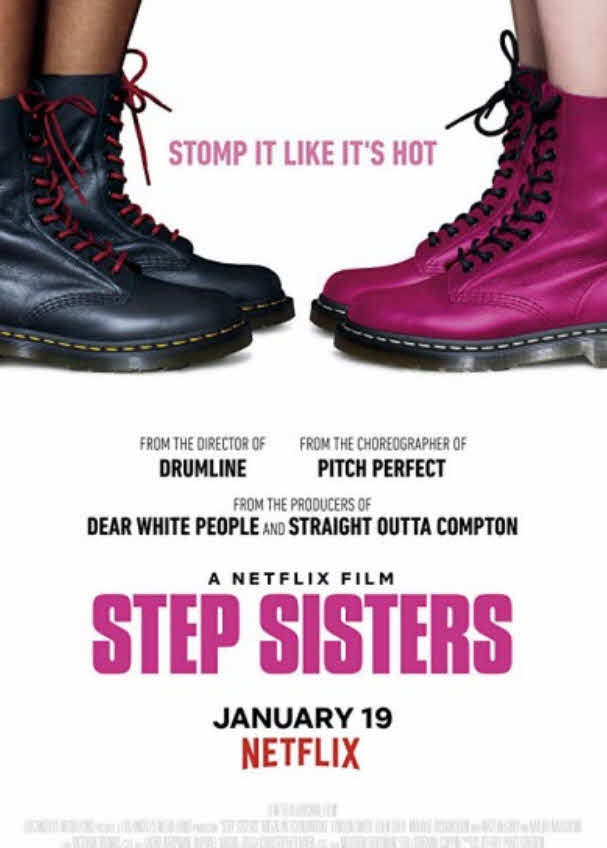 STOMP IT LIKE IT'S HOT
FROM THE DIRECTOR OF
DRUMLINE
FROM THE CHOREOGRAPHER OF
PITCH PERFECT
FROM THE PRODUCERS OF
DEAR WHITE PEOPLE AND STRAIGHT OUTTA COMPTON
A NETFLIX FILM
STEP SISTERS
JANUARY 19
NETFLIX